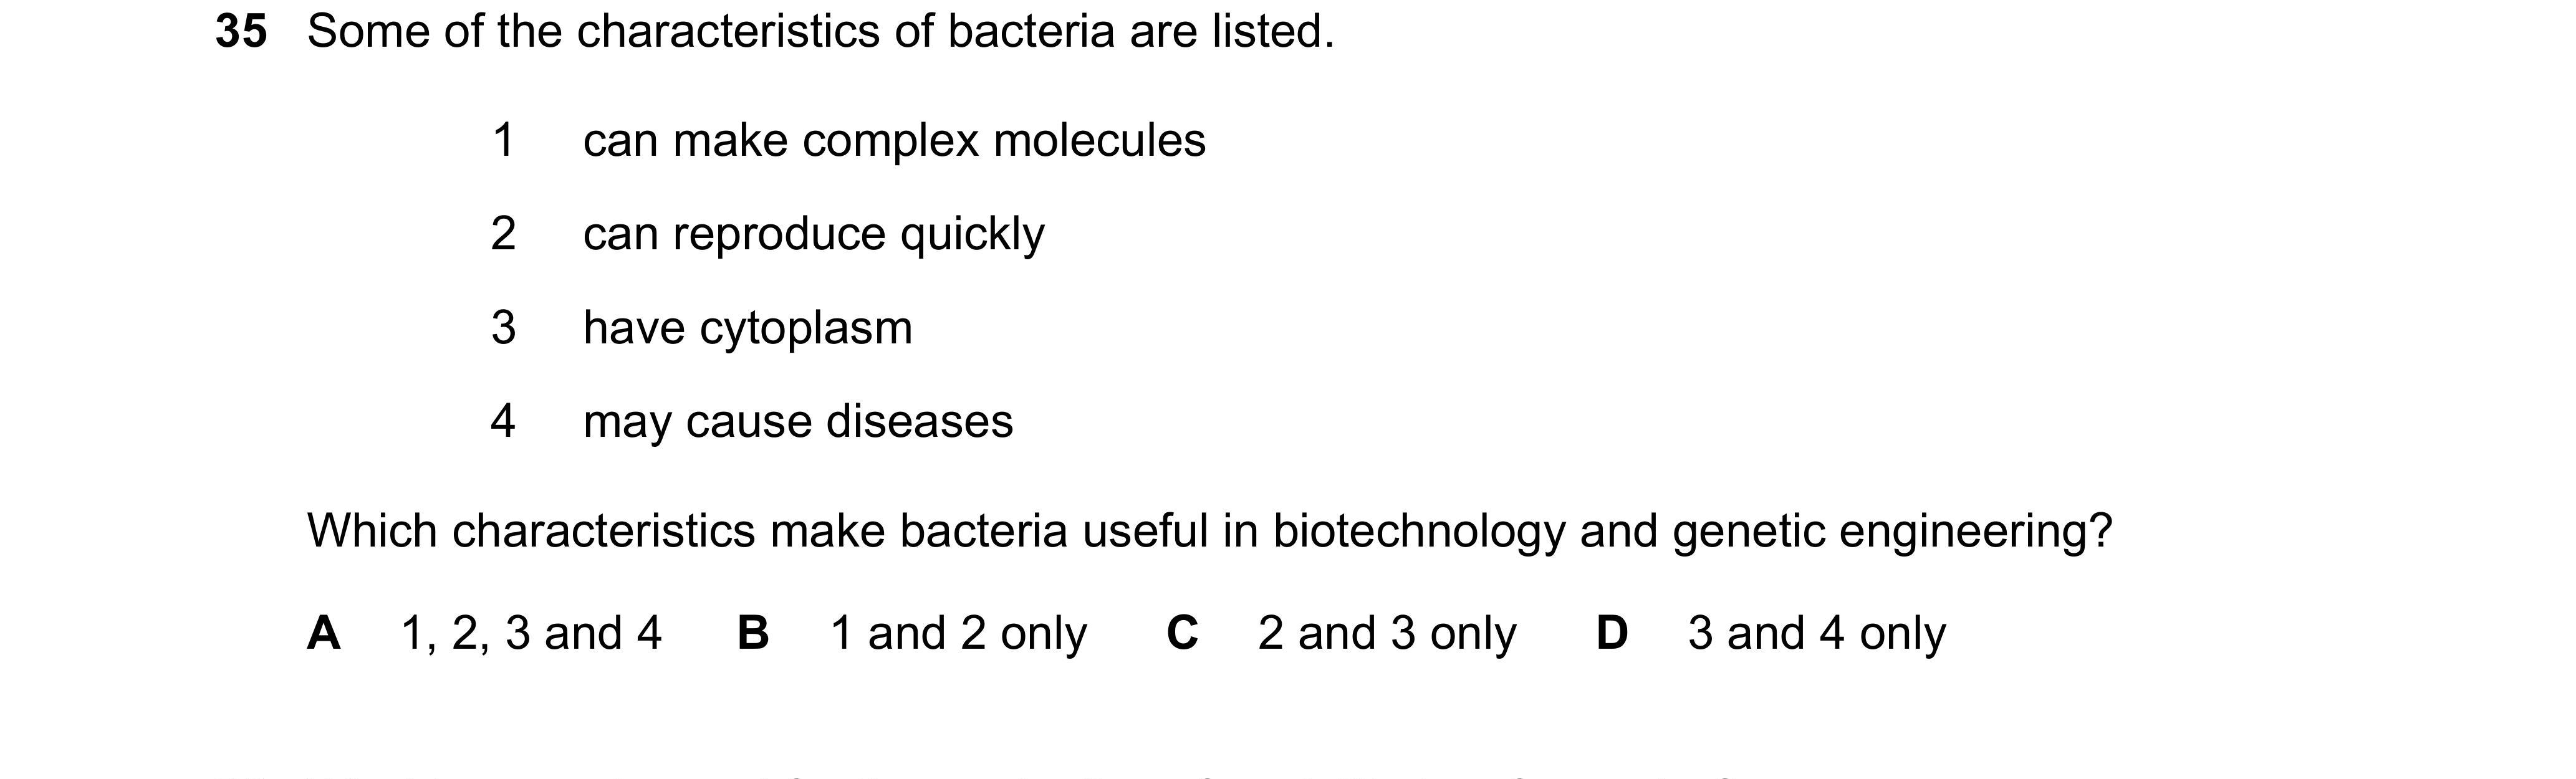 35 Some of the characteristics of bacteria are listed.
1 can make complex molecules
2 can reproduce quickly
3 have cytoplasm
4 may cause diseases
Which characteristics make bacteria useful in biotechnology and genetic engineering?
A 1, 2, 3 and 4 B 1 and 2 only C 2 and 3 only D 3 and 4 only